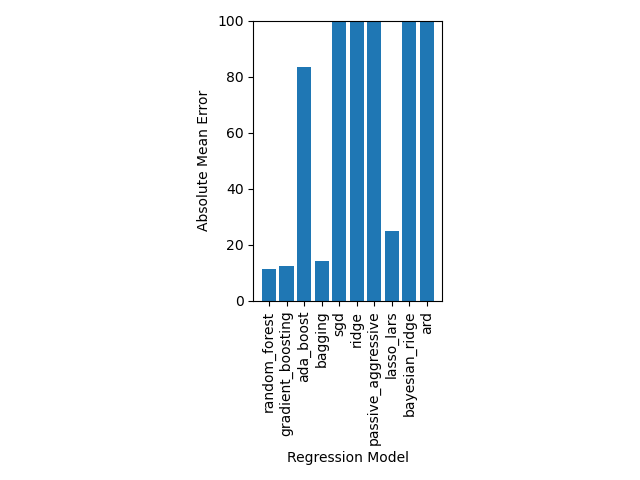 100
80
60
40
20
0
Absolute Mean Error
random_forest
gradient_boosting
ada_boost
bagging
sgd
ridge
passive_aggressive
lasso_lars
bayesian_ridge
ard
Regression Model